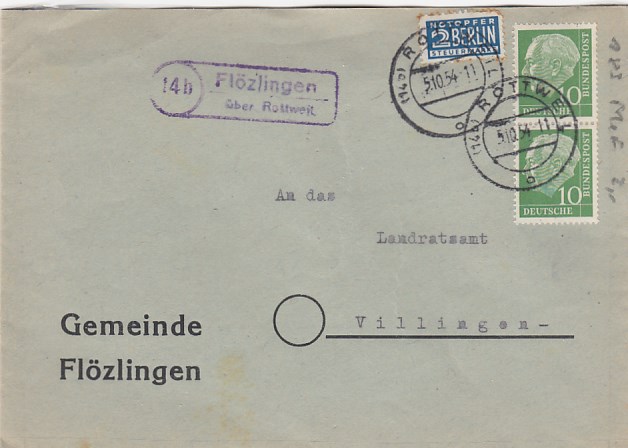 NOTOPFER
2 BERLIN
STEUERMARKE
(14b) ROTTWEIL
5.10.54.-11
o
(14b) ROTTWEIL
5.10.54.-11
o
10
DEUTSCHE
BUNDESPOST
10
DEUTSCHE
BUNDESPOST
14b
Flözlingen
über Rottweil
An das
Landratsamt
Villingen-
Gemeinde
Flözlingen